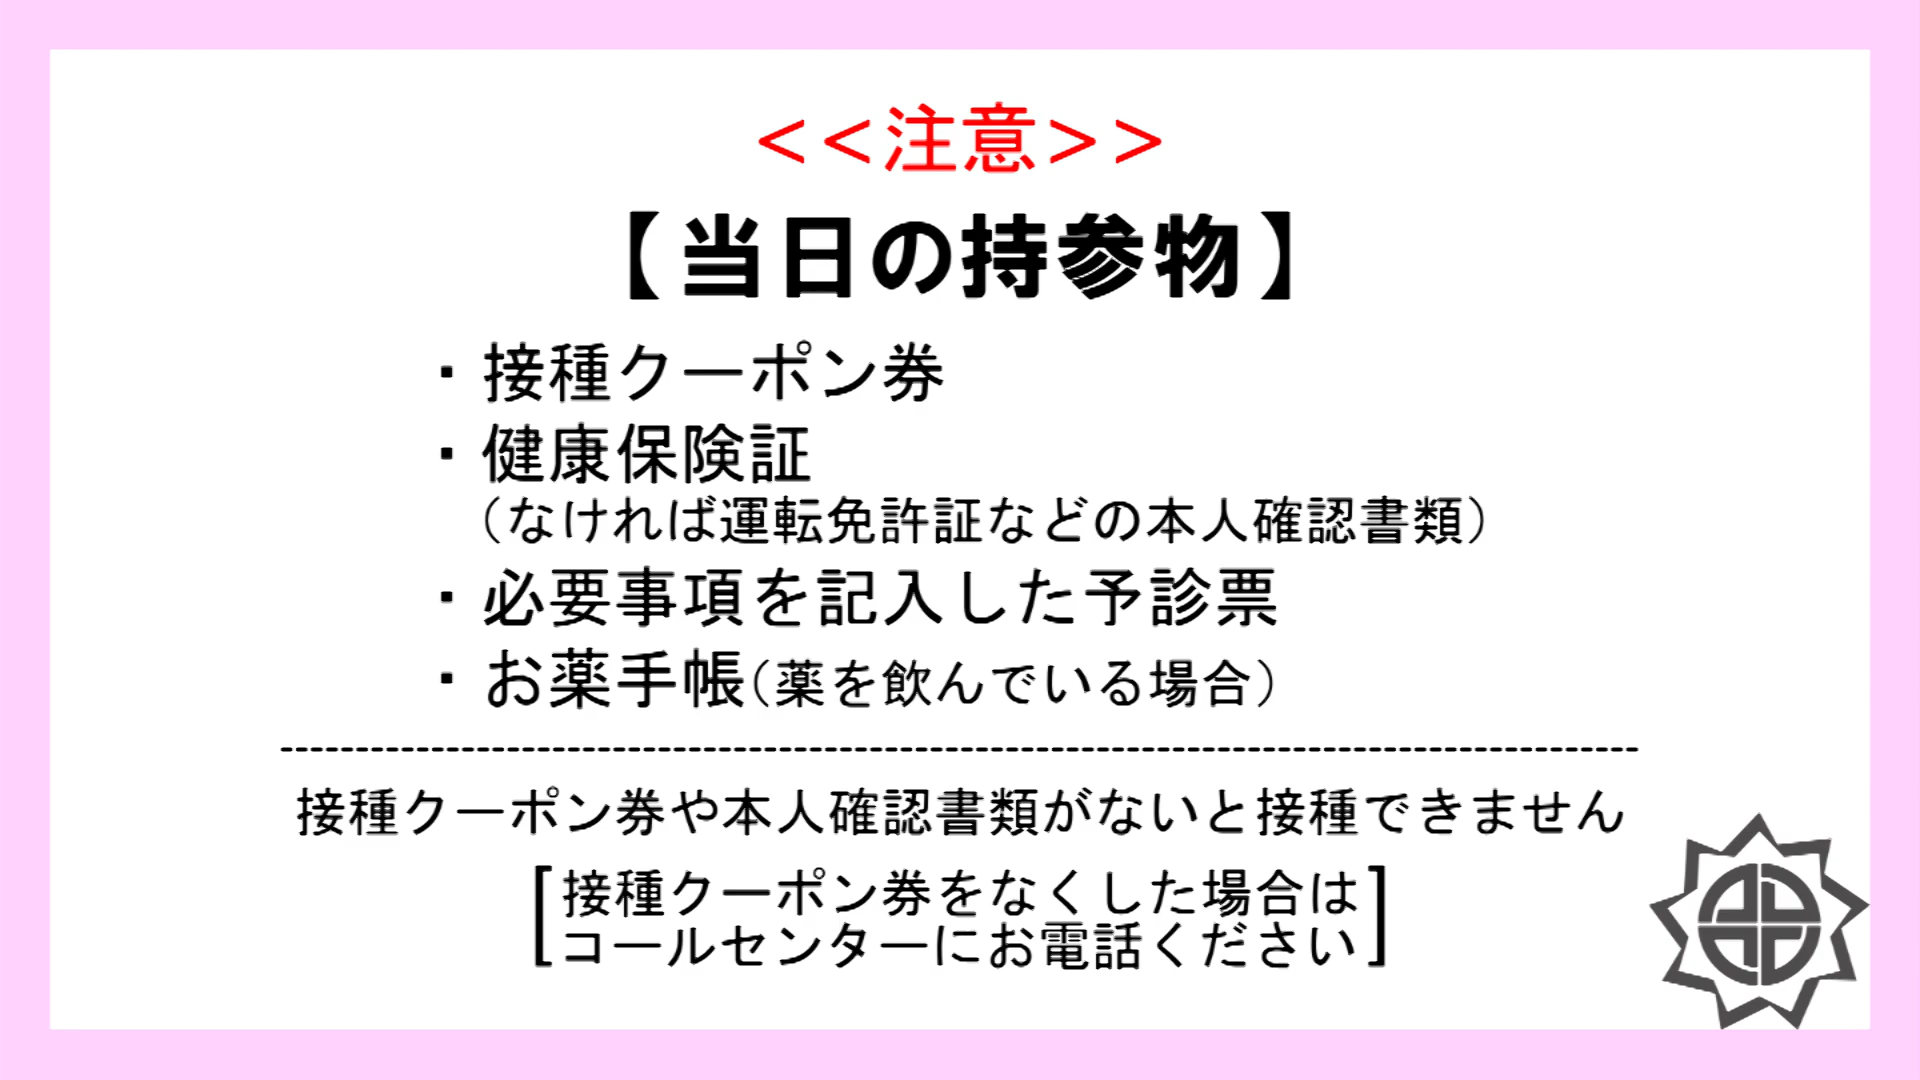 <<注意>>
【当日の持参物】
・接種クーポン券
・健康保険証
（なければ運転免許証などの本人確認書類）
・必要事項を記入した予診票
・お薬手帳（薬を飲んでいる場合）
接種クーポン券や本人確認書類がないと接種できません
[接種クーポン券をなくした場合は
コールセンターにお電話ください]